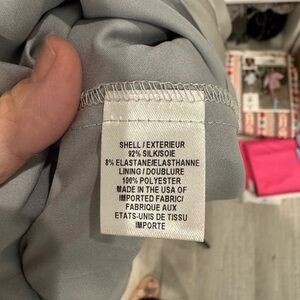 SHELL/EXTERIEUR
92% SILK/SOIE
8% ELASTANE/ELASTHANNE
LINING/DOUBLURE
100% POLYESTER
MADE IN THE USA OF
IMPORTED FABRIC/
FABRIQUE AUX
ETATS-UNIS DE TISSU
IMPORTE